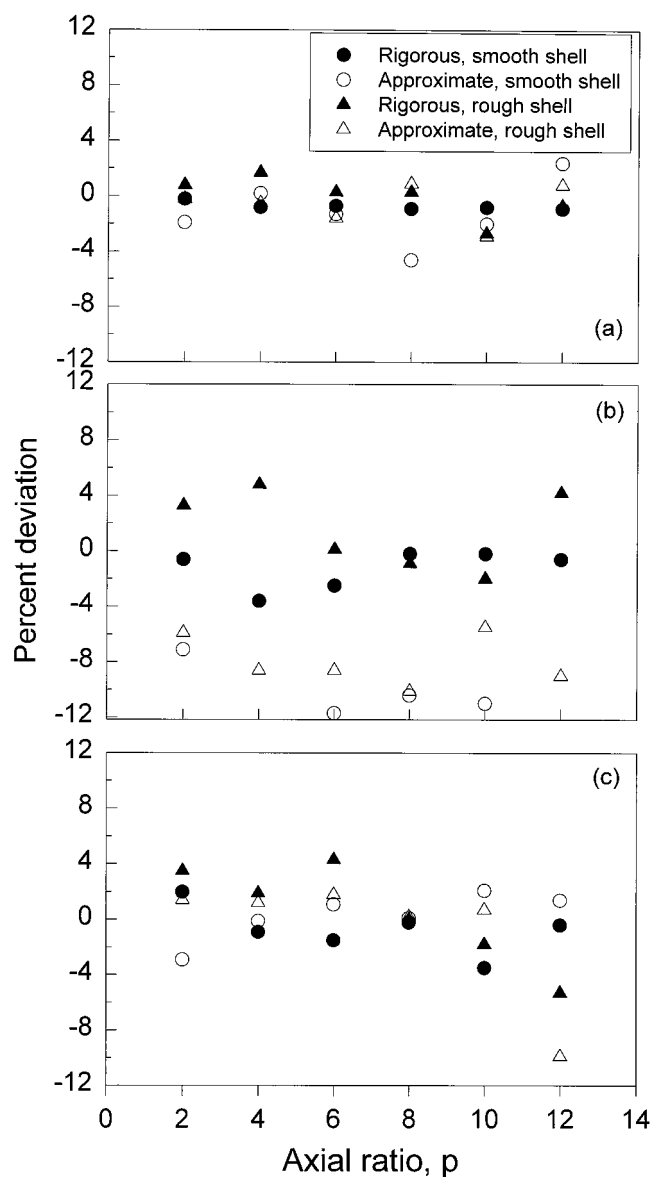 12
8
4
0
-4
-8
-12
Rigorous, smooth shell
Approximate, smooth shell
Rigorous, rough shell
Approximate, rough shell
(a)
12
8
4
0
-4
-8
-12
(b)
Percent deviation
12
8
4
0
-4
-8
-12
(c)
0 2 4 6 8 10 12 14
Axial ratio, p